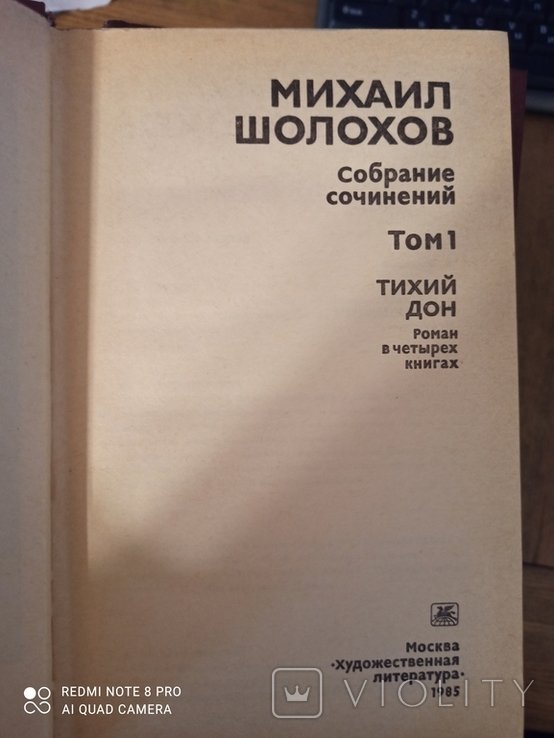 МИХАИЛ
ШОЛОХОВ
Собрание
сочинений
Том 1
ТИХИЙ
ДОН
Роман
в четырех
книгах
Москва
«Художественная
литература»
1985
REDMI NOTE 8 PRO
AI QUAD CAMERA
VIOLITY